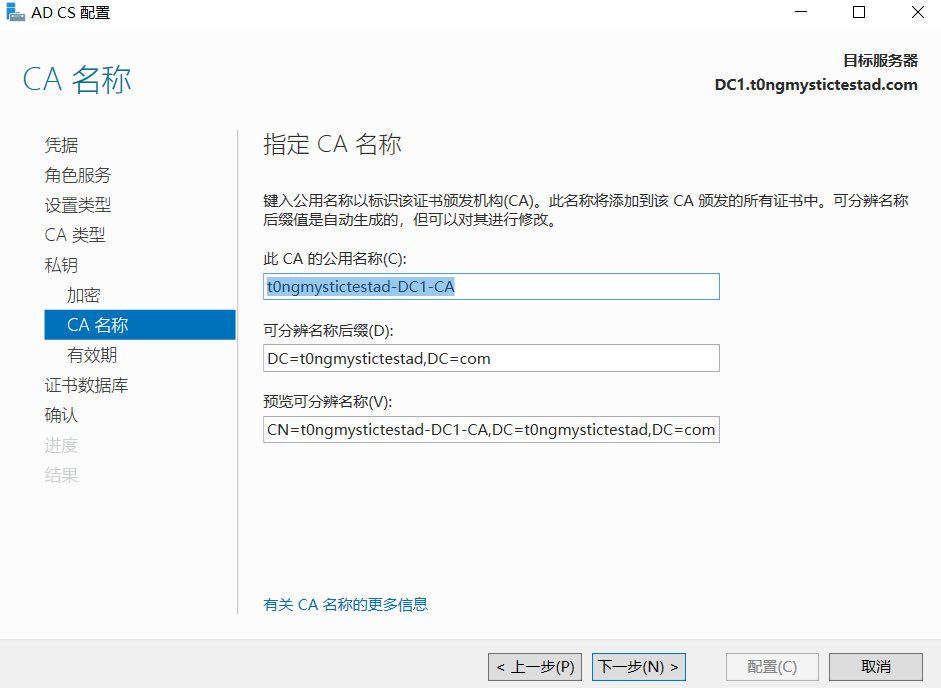 AD CS 配置
CA 名称
目标服务器
DC1.t0ngmystictestad.com
凭据
角色服务
设置类型
CA 类型
私钥
加密
CA 名称
有效期
证书数据库
确认
进度
结果
指定 CA 名称
键入公用名称以标识该证书颁发机构(CA)。此名称将添加到该 CA 颁发的所有证书中。可分辨名称
后缀值是自动生成的，但可以对其进行修改。
此 CA 的公用名称(C):
t0ngmystictestad-DC1-CA
可分辨名称后缀(D):
DC=t0ngmystictestad,DC=com
预览可分辨名称(V):
CN=t0ngmystictestad-DC1-CA,DC=t0ngmystictestad,DC=com
有关 CA 名称的更多信息
< 上一步(P)
下一步(N) >
配置(C)
取消